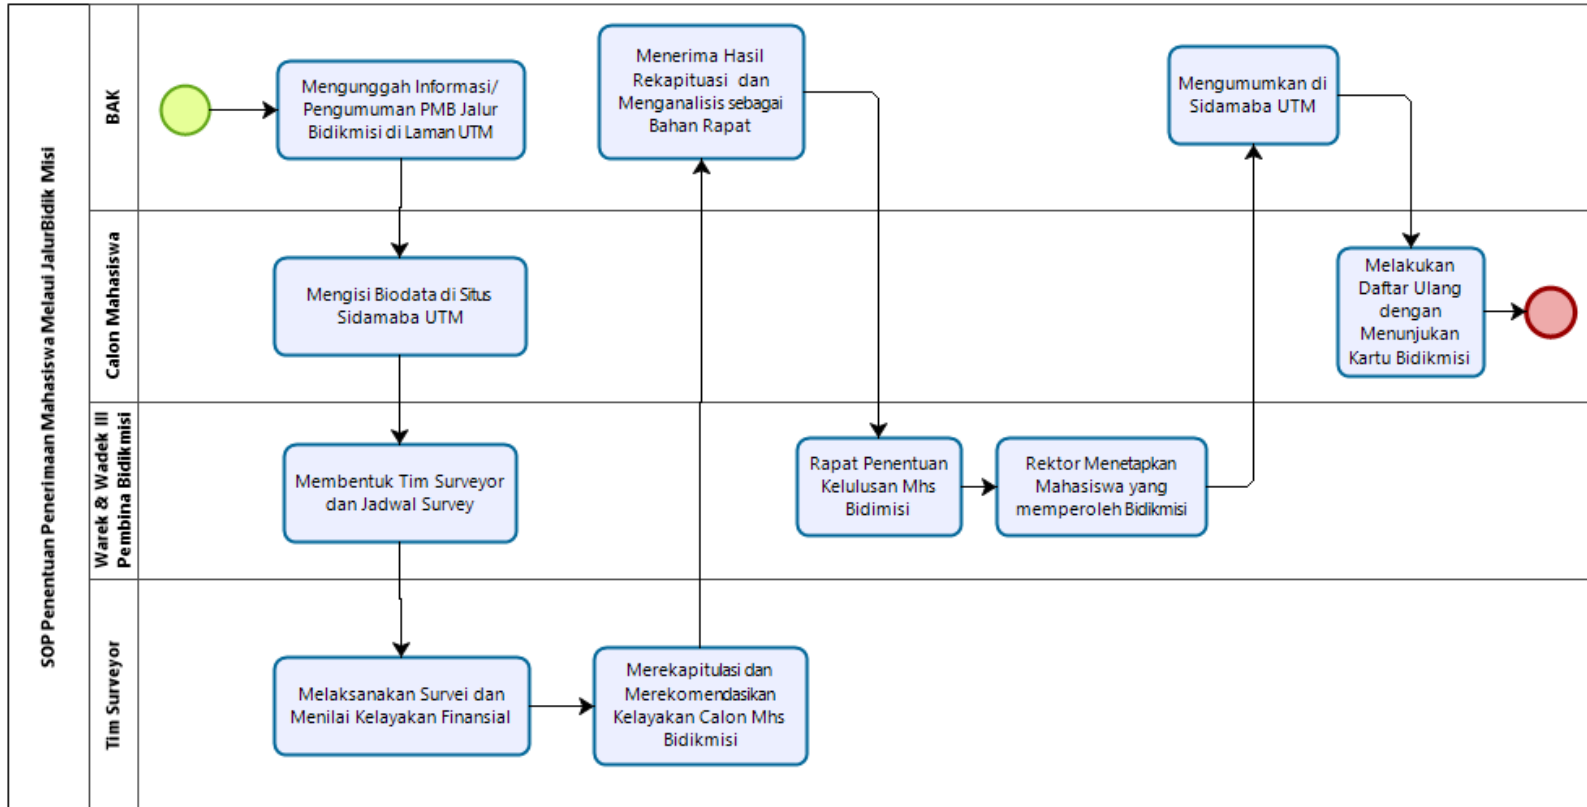 SOP Penentuan Penerimaan Mahasiswa Melaui JalurBidik Misi
BAK
Mengunggah Informasi/
Pengumuman PMB Jalur
Bidikmisi di Laman UTM
Menerima Hasil
Rekapituasi dan
Menganalisis sebagai
Bahan Rapat
Mengumumkan di
Sidamaba UTM
Calon Mahasiswa
Mengisi Biodata di Situs
Sidamaba UTM
Melakukan
Daftar Ulang
dengan
Menunjukan
Kartu Bidikmisi
Warek & Wadek III
Pembina Bidikmisi
Membentuk Tim Surveyor
dan Jadwal Survey
Rapat Penentuan
Kelulusan Mhs
Bidimisi
Rektor Menetapkan
Mahasiswa yang
memperoleh Bidikmisi
Tim Surveyor
Melaksanakan Survei dan
Menilai Kelayakan Finansial
Merekapitulasi dan
Merekomendasikan
Kelayakan Calon Mhs
Bidikmisi